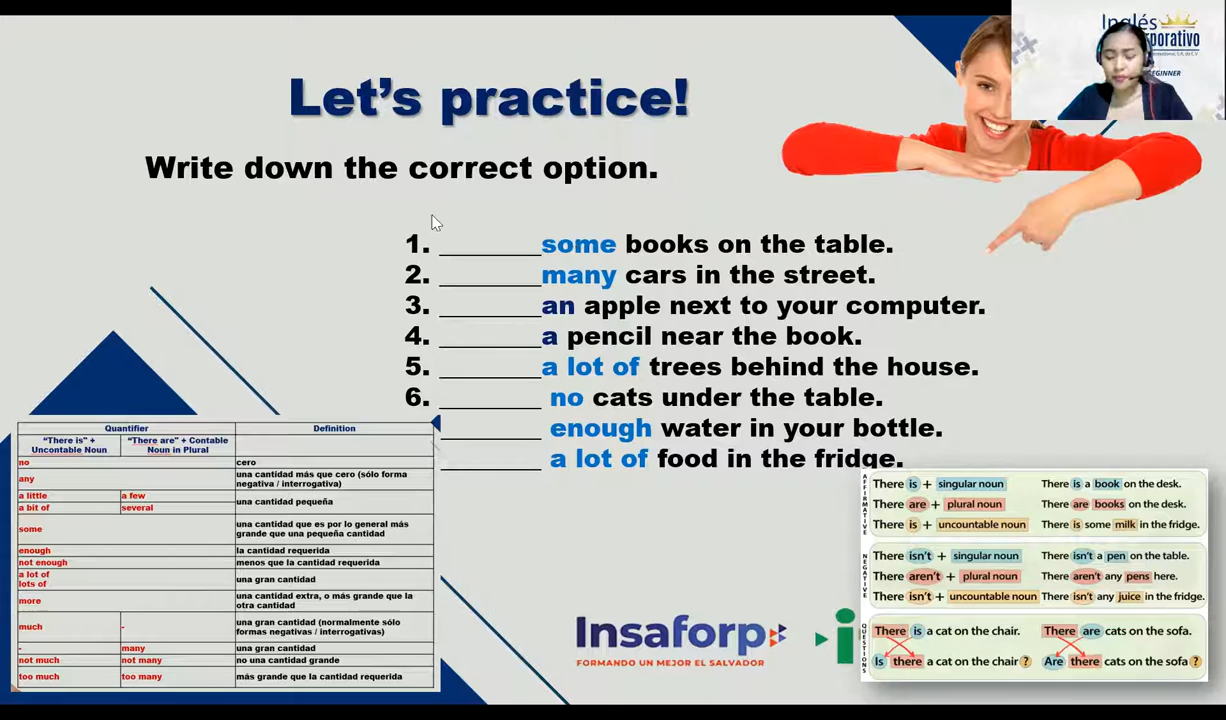 Let's practice!
Write down the correct option.
1. _______some books on the table.
2. _______many cars in the street.
3. _______an apple next to your computer.
4. _______a pencil near the book.
5. _______a lot of trees behind the house.
6. _______ no cats under the table.
_______ enough water in your bottle.
_______ a lot of food in the fridge.
Quantifier Definition
"There is" + Uncontable Noun "There are" + Contable Noun in Plural
no cero
any una cantidad más que cero (sólo forma negativa / interrogativa)
a little a few una cantidad pequeña
a bit of several
some una cantidad que es por lo general más grande que una pequeña cantidad
enough la cantidad requerida
not enough menos que la cantidad requerida
a lot of
lots of una gran cantidad
more una cantidad extra, o más grande que la otra cantidad
much - una gran cantidad (normalmente sólo formas negativas / interrogativas)
- many una gran cantidad
not much not many no una cantidad grande
too much too many más grande que la cantidad requerida
AFFIRMATIVE
There is + singular noun There is a book on the desk.
There are + plural noun There are books on the desk.
There is + uncountable noun There is some milk in the fridge.
NEGATIVE
There isn't + singular noun There isn't a pen on the table.
There aren't + plural noun There aren't any pens here.
There isn't + uncountable noun There isn't any juice in the fridge.
QUESTIONS
There is a cat on the chair. There are cats on the sofa.
Is there a cat on the chair ? Are there cats on the sofa ?
Insaforp
FORMANDO UN MEJOR EL SALVADOR
Inglés